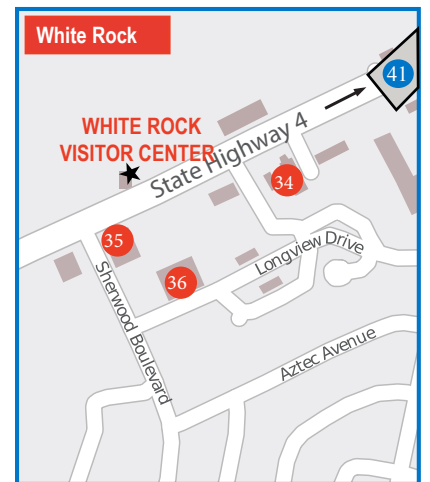 White Rock
41
WHITE ROCK
VISITOR CENTER
State Highway 4
34
35
36
Longview Drive
Sherwood Boulevard
Aztec Avenue